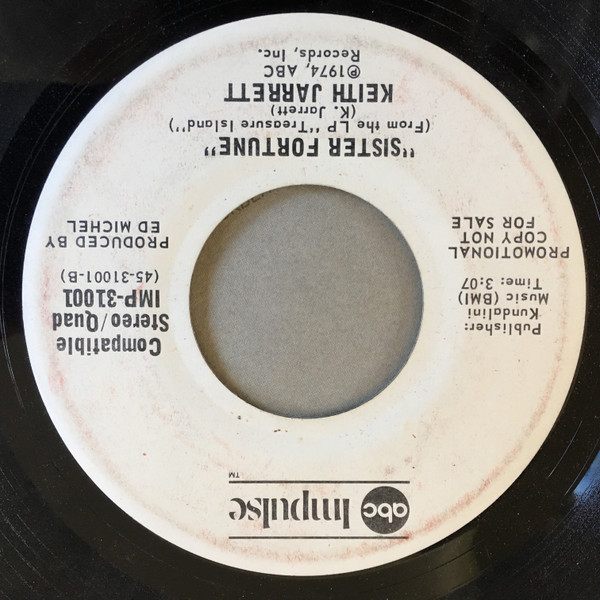 abc Impulse
TM
Publisher:
Kundalini
Music (BMI)
Time: 3:07
PROMOTIONAL
COPY NOT
FOR SALE
Compatible
Stereo/Quad
IMP-31001
(45-31001-B)
PRODUCED BY
ED MICHEL
"SISTER FORTUNE"
(From the LP "Treasure Island")
(K. Jarrett)
KEITH JARRETT
℗1974, ABC
Records, Inc.